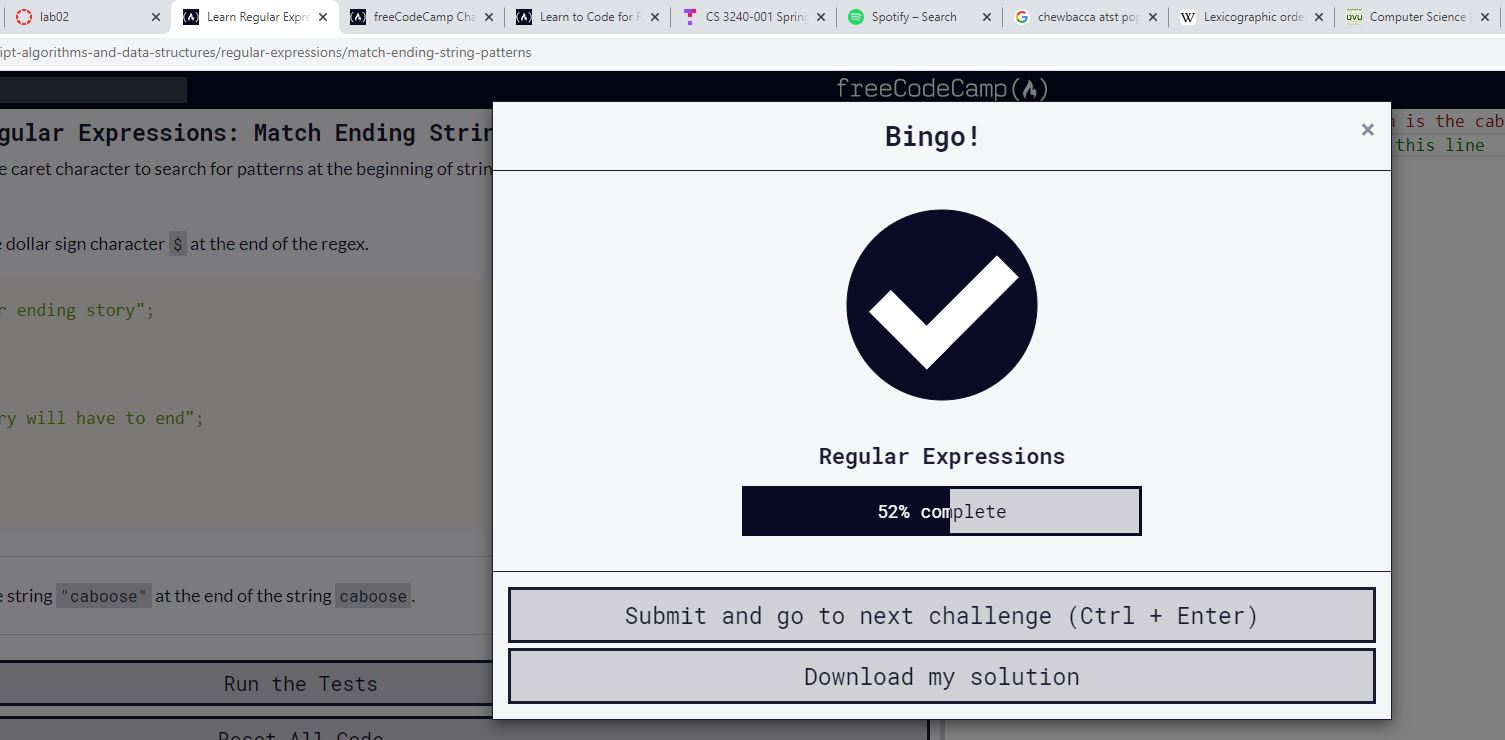 lab02
Learn Regular Expre
freeCodeCamp Cha
Learn to Code for F
CS 3240-001 Spring
Spotify – Search
chewbacca atst pop
Lexicographic orde
UVU
Computer Science
ipt-algorithms-and-data-structures/regular-expressions/match-ending-string-patterns
freeCodeCamp
gular Expressions: Match Ending Strin
e caret character to search for patterns at the beginning of strin
e dollar sign character $ at the end of the regex.
r ending story";
ry will have to end";
e string "caboose" at the end of the string caboose.
Run the Tests
Reset All Code
Bingo!
×
Regular Expressions
52% complete
Submit and go to next challenge (Ctrl + Enter)
Download my solution
n is the cab
this line